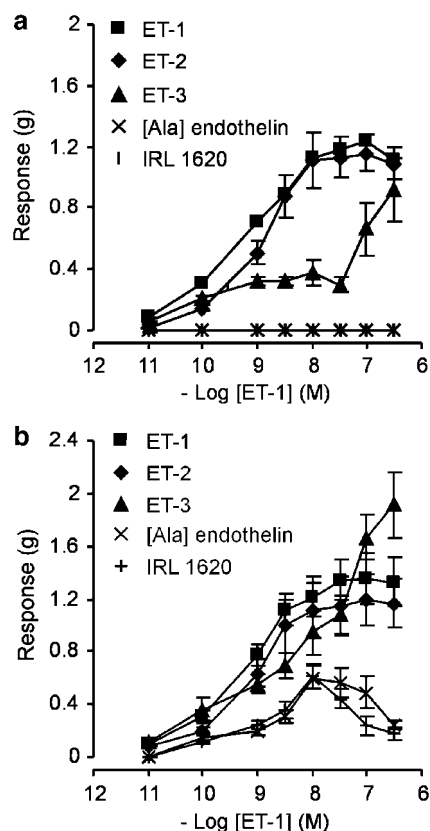 a
ET-1
ET-2
ET-3
[Ala] endothelin
IRL 1620
Response (g)
2
1.6
1.2
0.8
0.4
0
12 11 10 9 8 7 6
- Log [ET-1] (M)
b
ET-1
ET-2
ET-3
[Ala] endothelin
IRL 1620
Response (g)
2.4
2
1.6
1.2
0.8
0.4
0
12 11 10 9 8 7 6
- Log [ET-1] (M)